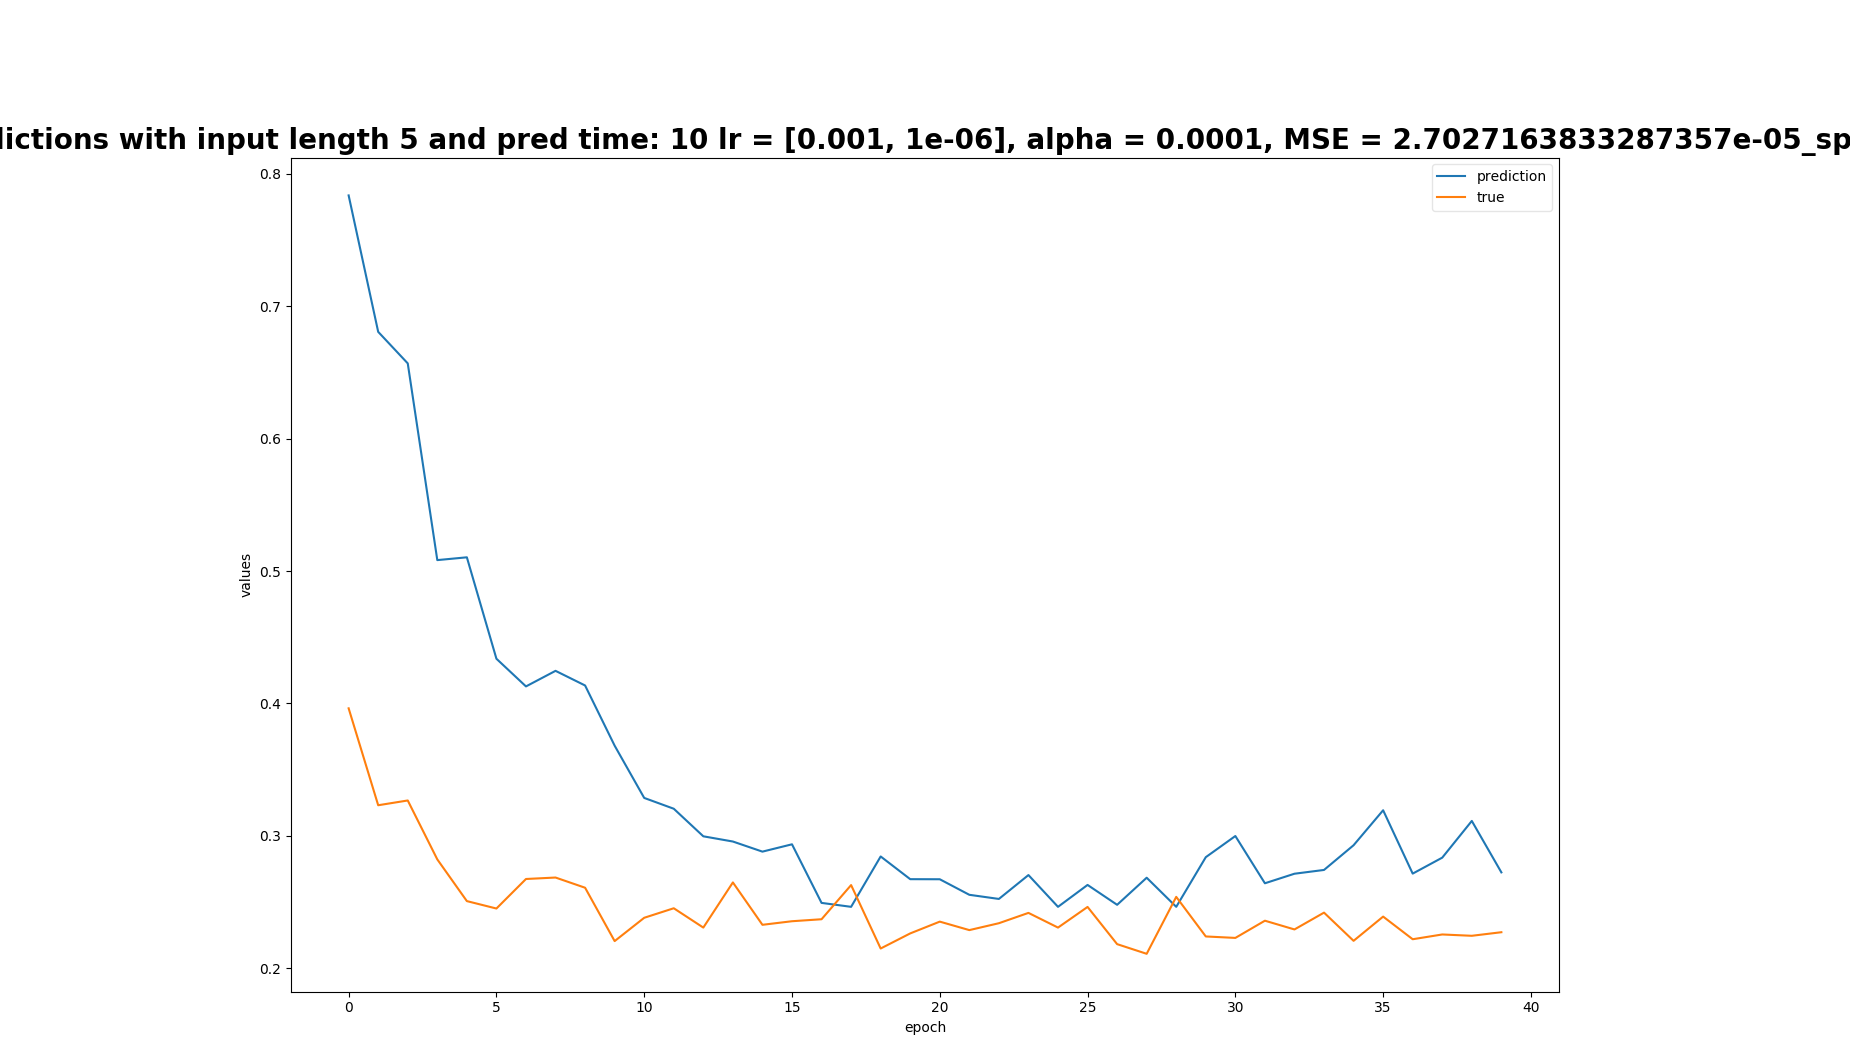 dictions with input length 5 and pred time: 10 lr = [0.001, 1e-06], alpha = 0.0001, MSE = 2.7027163833287357e-05_sp
prediction
true
0.8
0.7
0.6
0.5
0.4
0.3
0.2
values
0 5 10 15 20 25 30 35 40
epoch